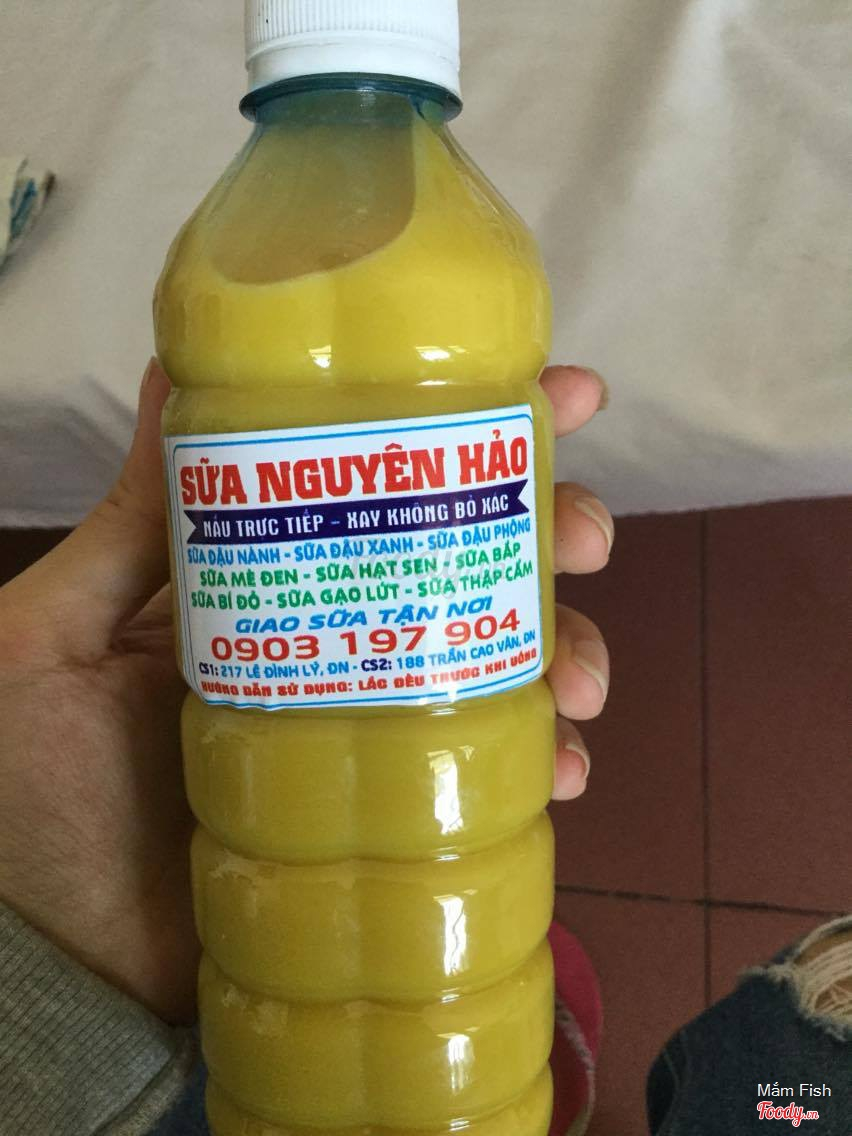 SỮA NGUYÊN HẢO
NẤU TRỰC TIẾP - XAY KHÔNG BỎ XÁC
SỮA ĐẬU NÀNH - SỮA ĐẬU XANH - SỮA ĐẬU PHỘNG
SỮA MÈ ĐEN - SỮA HẠT SEN - SỮA BẮP
SỮA BÍ ĐỎ - SỮA GẠO LỨT - SỮA THẬP CẨM
GIAO SỮA TẬN NƠI
0903 197 904
CS1: 217 LÊ ĐÌNH LÝ, ĐN - CS2: 188 TRẦN CAO VÂN, ĐN
HƯỚNG DẪN SỬ DỤNG: LẮC ĐỀU TRƯỚC KHI UỐNG
Mắm Fish
Foody.vn